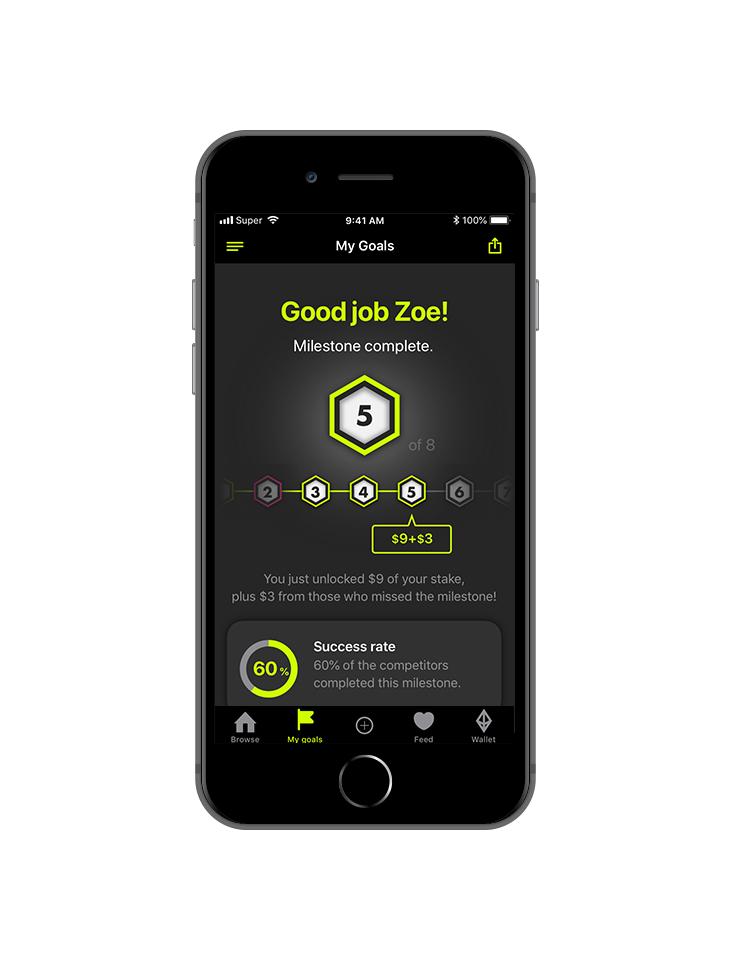 Super 9:41 AM 100%
My Goals
Good job Zoe!
Milestone complete.
5
of 8
2 3 4 5 6 7
$9+$3
You just unlocked $9 of your stake,
plus $3 from those who missed the milestone!
60%
Success rate
60% of the competitors
completed this milestone.
Browse My goals Feed Wallet